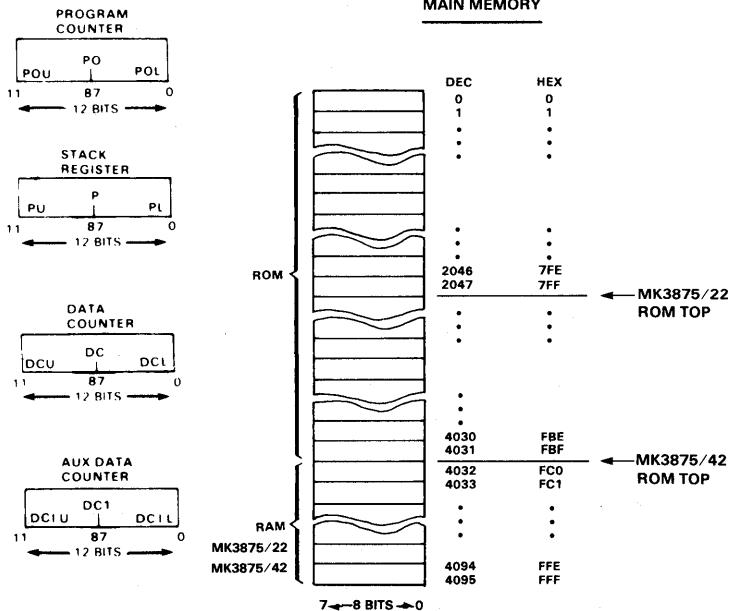 MAIN MEMORY
PROGRAM
COUNTER
PO
POU POL
11 87 0
12 BITS
STACK
REGISTER
P
PU PL
11 87 0
12 BITS
DATA
COUNTER
DC
DCU DCL
11 87 0
12 BITS
AUX DATA
COUNTER
DC1
DC1U DC1L
11 87 0
12 BITS
DEC HEX
0 0
1 1
ROM
2046 7FE
2047 7FF
MK3875/22
ROM TOP
4030 FBE
4031 FBF
MK3875/42
ROM TOP
4032 FC0
4033 FC1
RAM
MK3875/22
MK3875/42
4094 FFE
4095 FFF
7 8 BITS 0